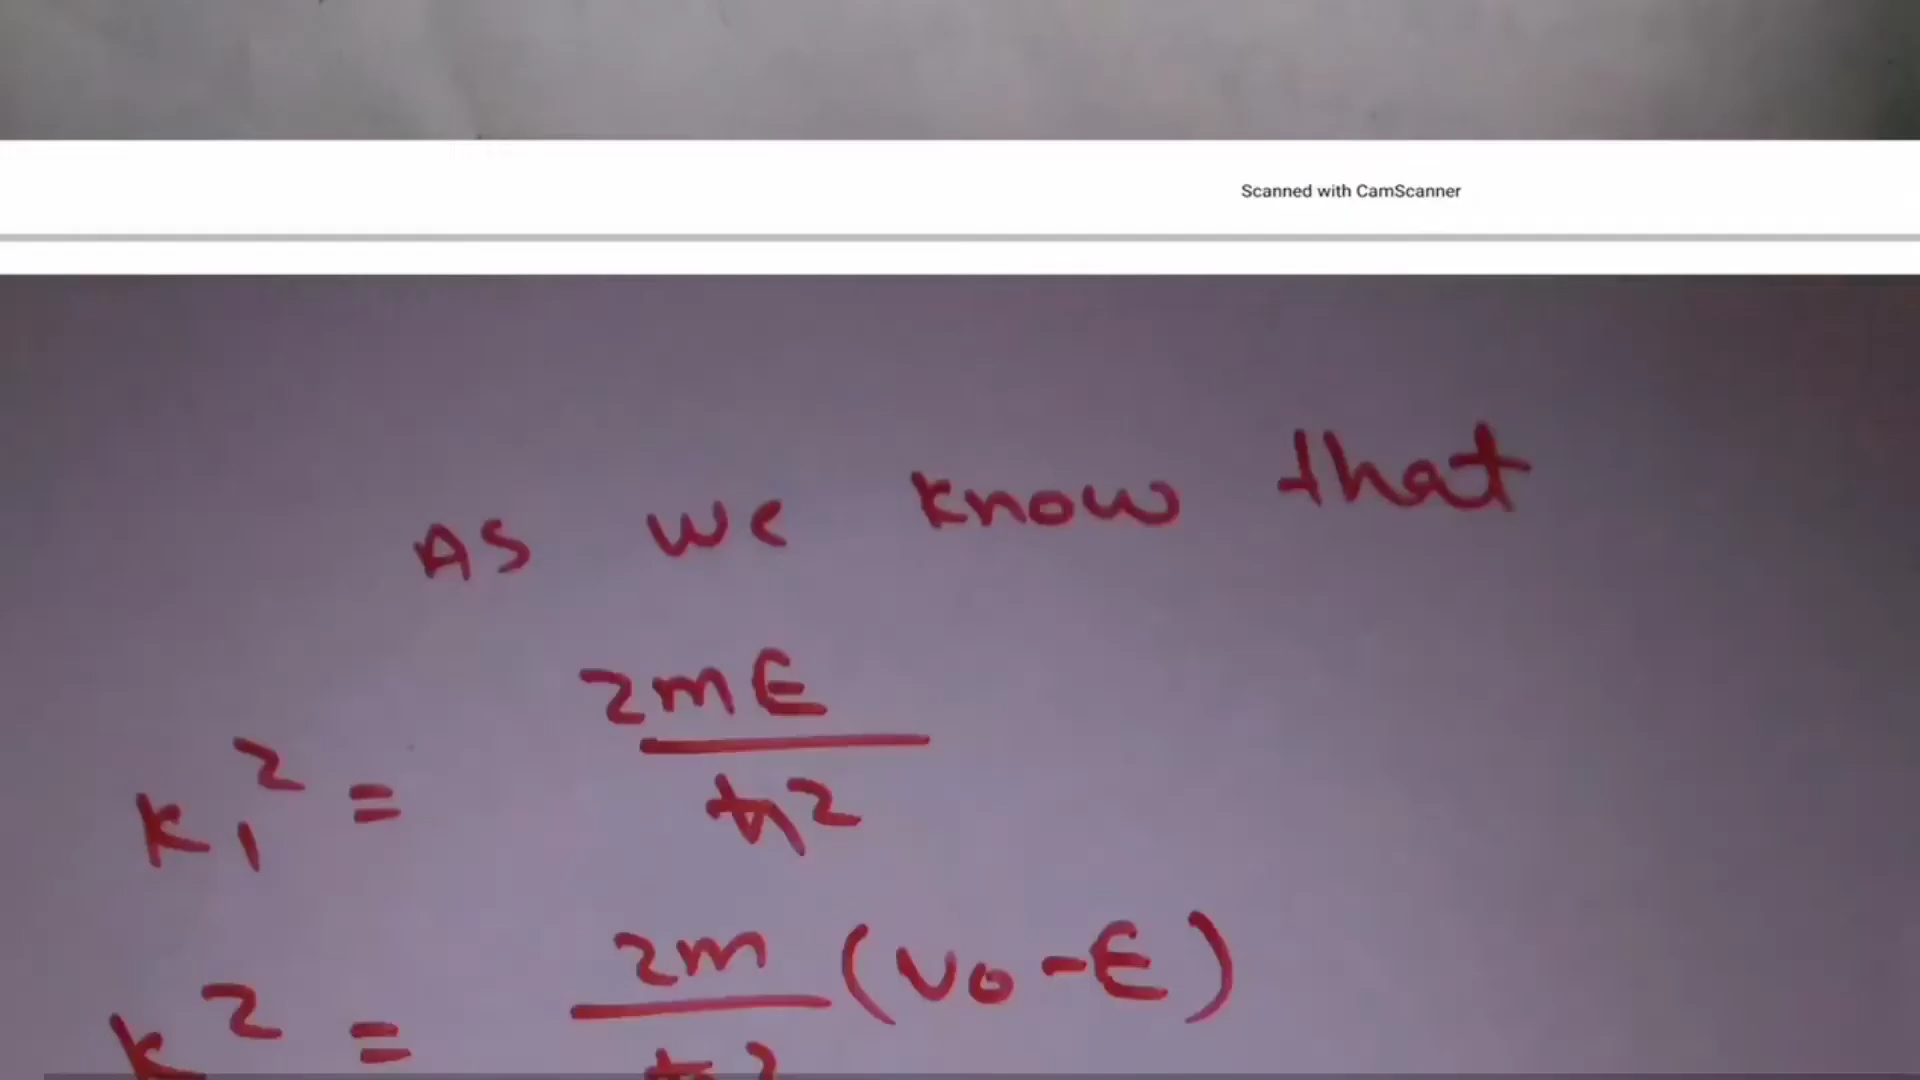 Scanned with CamScanner
As we know that
k₁² = 2mE / ħ²
k² = 2m / ħ² (V0 - E)